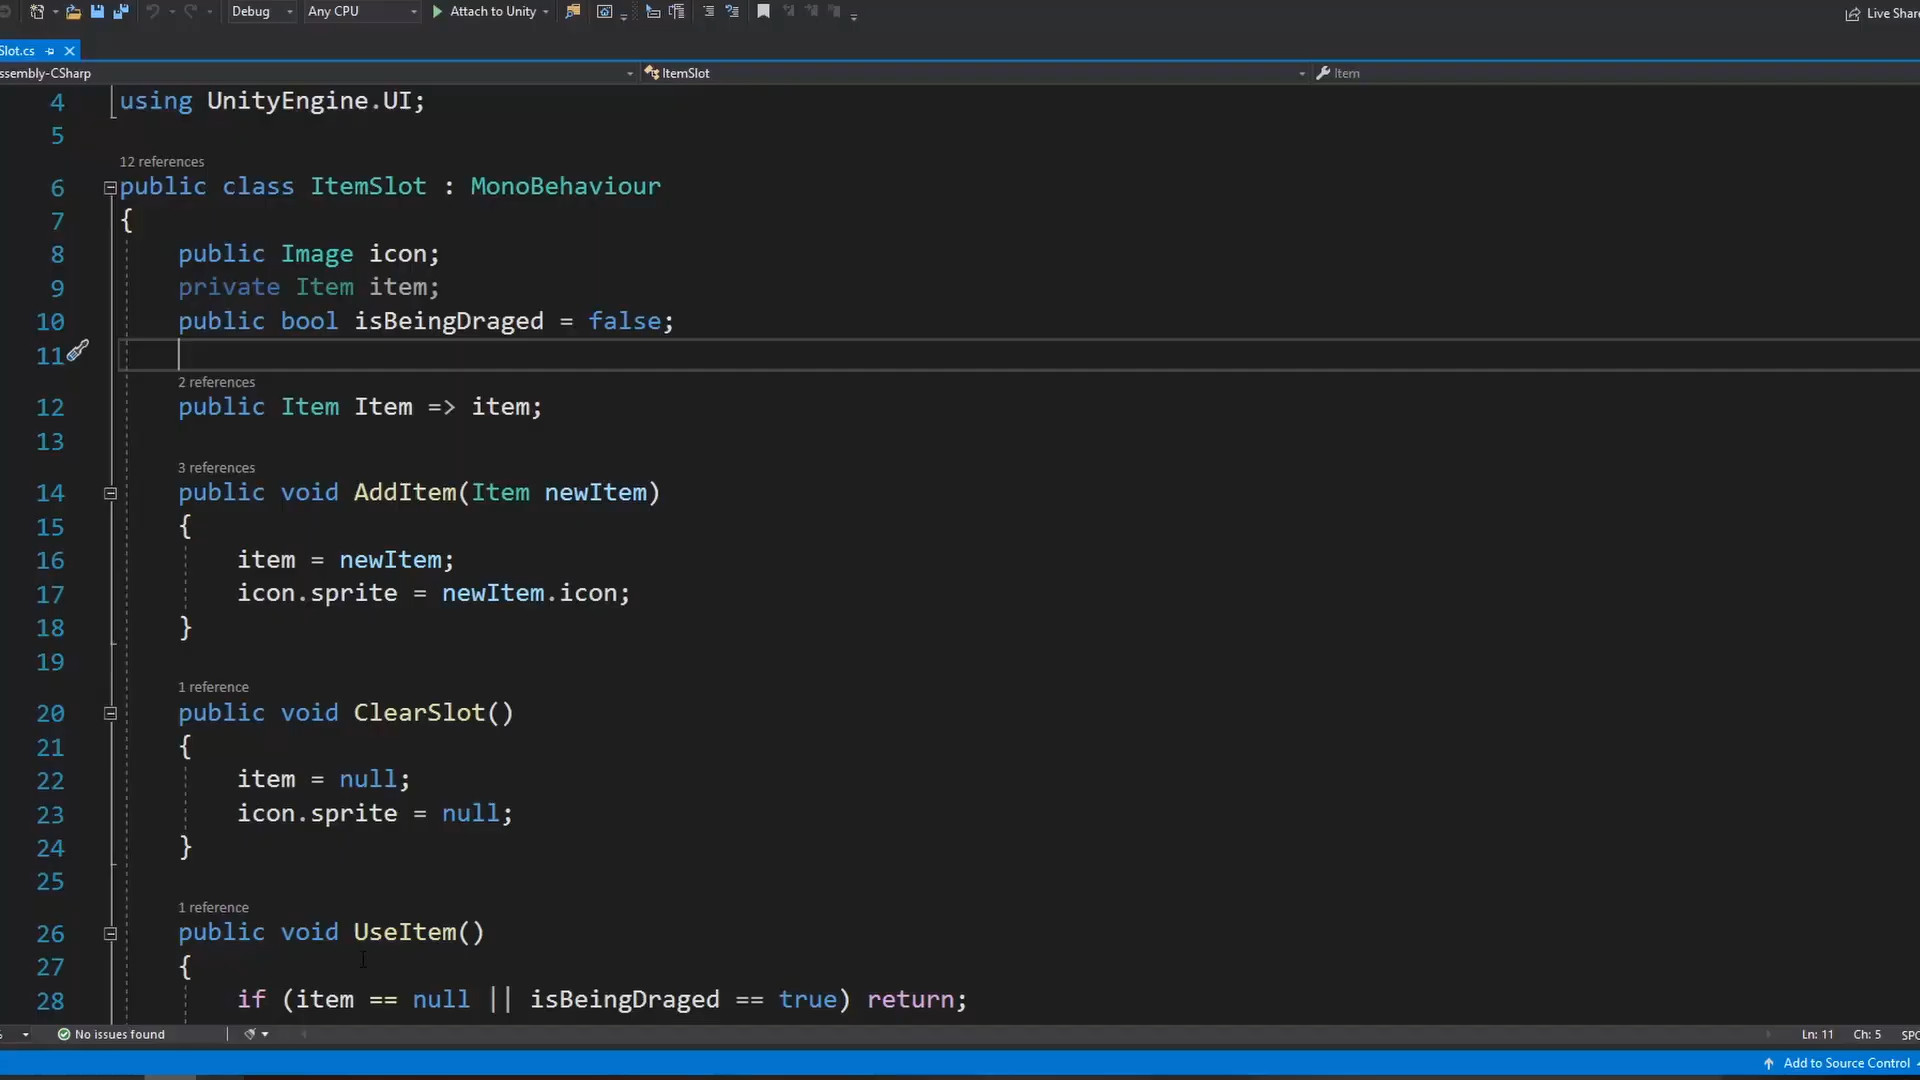 Debug Any CPU Attach to Unity Live Share
Slot.cs
ssembly-CSharp ItemSlot Item
4 using UnityEngine.UI;
5
12 references
6 public class ItemSlot : MonoBehaviour
7 {
8 public Image icon;
9 private Item item;
10 public bool isBeingDraged = false;
11
2 references
12 public Item Item => item;
13
3 references
14 public void AddItem(Item newItem)
15 {
16 item = newItem;
17 icon.sprite = newItem.icon;
18 }
19
1 reference
20 public void ClearSlot()
21 {
22 item = null;
23 icon.sprite = null;
24 }
25
1 reference
26 public void UseItem()
27 {
28 if (item == null || isBeingDraged == true) return;
% No issues found Ln: 11 Ch: 5 SPC
Add to Source Control